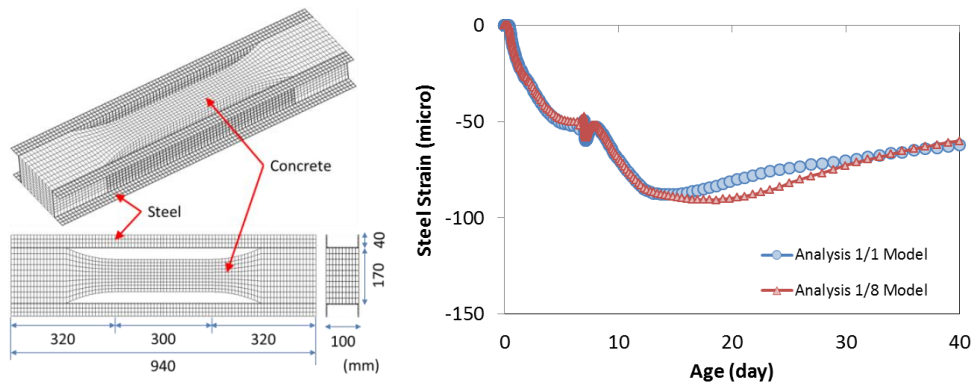 Concrete
Steel
40
170
320
300
320
100
940
(mm)
0
-50
-100
-150
Steel Strain (micro)
Analysis 1/1 Model
Analysis 1/8 Model
0
10
20
30
40
Age (day)